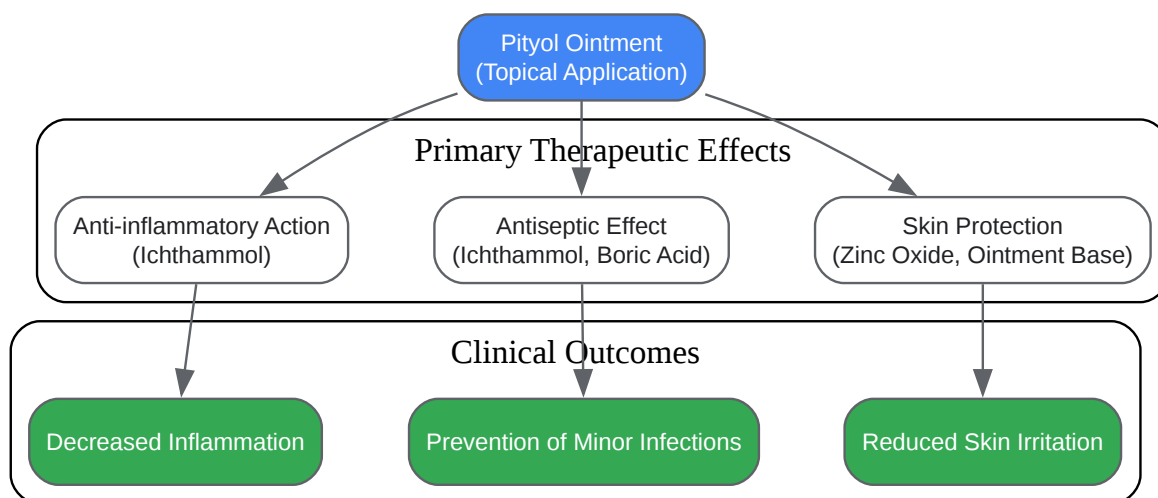 Pityol Ointment
(Topical Application)
Primary Therapeutic Effects
Anti-inflammatory Action
(Ichthammol)
Antiseptic Effect
(Ichthammol, Boric Acid)
Skin Protection
(Zinc Oxide, Ointment Base)
Clinical Outcomes
Decreased Inflammation
Prevention of Minor Infections
Reduced Skin Irritation